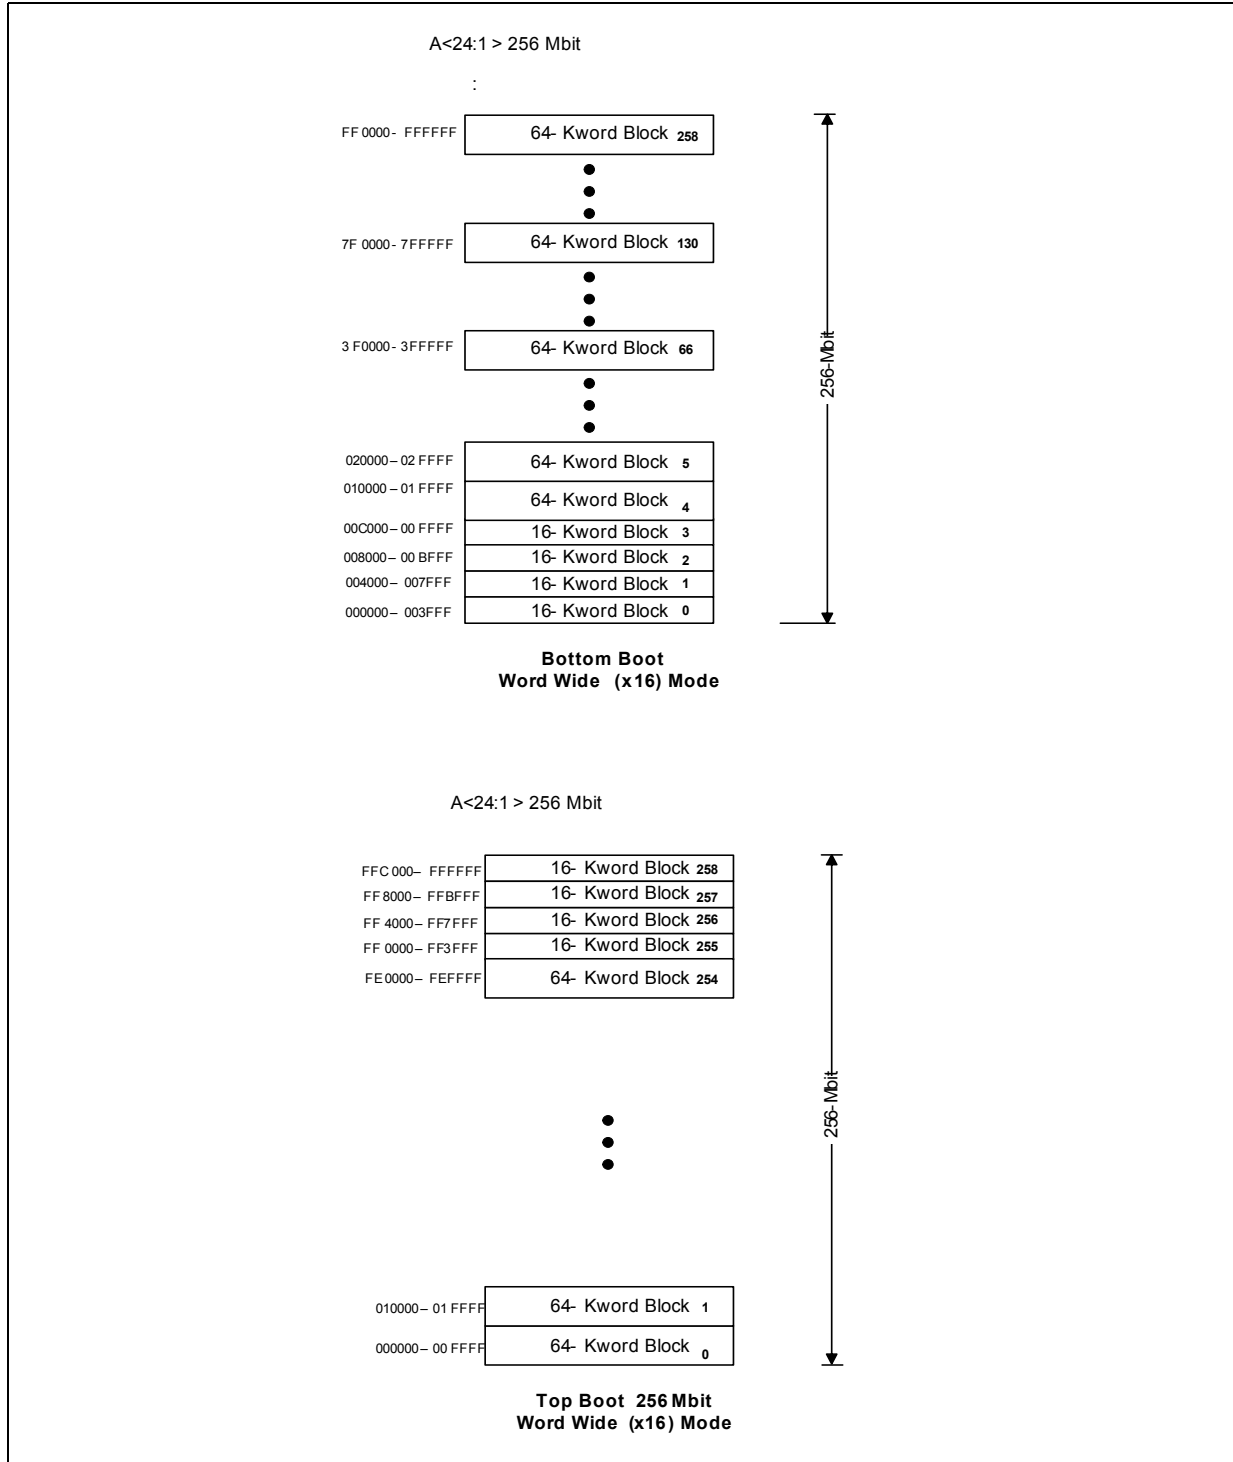 A<24:1 > 256 Mbit
:
FF 0000 - FFFFFF 64- Kword Block 258
7F 0000 - 7FFFFF 64- Kword Block 130
3 F0000 - 3FFFFF 64- Kword Block 66
020000 – 02 FFFF 64- Kword Block 5
010000 – 01 FFFF 64- Kword Block 4
00C000 – 00 FFFF 16- Kword Block 3
008000 – 00 BFFF 16- Kword Block 2
004000 – 007FFF 16- Kword Block 1
000000 – 003FFF 16- Kword Block 0
256-Mbit
Bottom Boot
Word Wide (x16) Mode
A<24:1 > 256 Mbit
FFC 000 – FFFFFF 16- Kword Block 258
FF 8000 – FFBFFF 16- Kword Block 257
FF 4000 – FF7FFF 16- Kword Block 256
FF 0000 – FF3FFF 16- Kword Block 255
FE 0000 – FEFFFF 64- Kword Block 254
256-Mbit
010000 – 01 FFFF 64- Kword Block 1
000000 – 00 FFFF 64- Kword Block 0
Top Boot 256 Mbit
Word Wide (x16) Mode